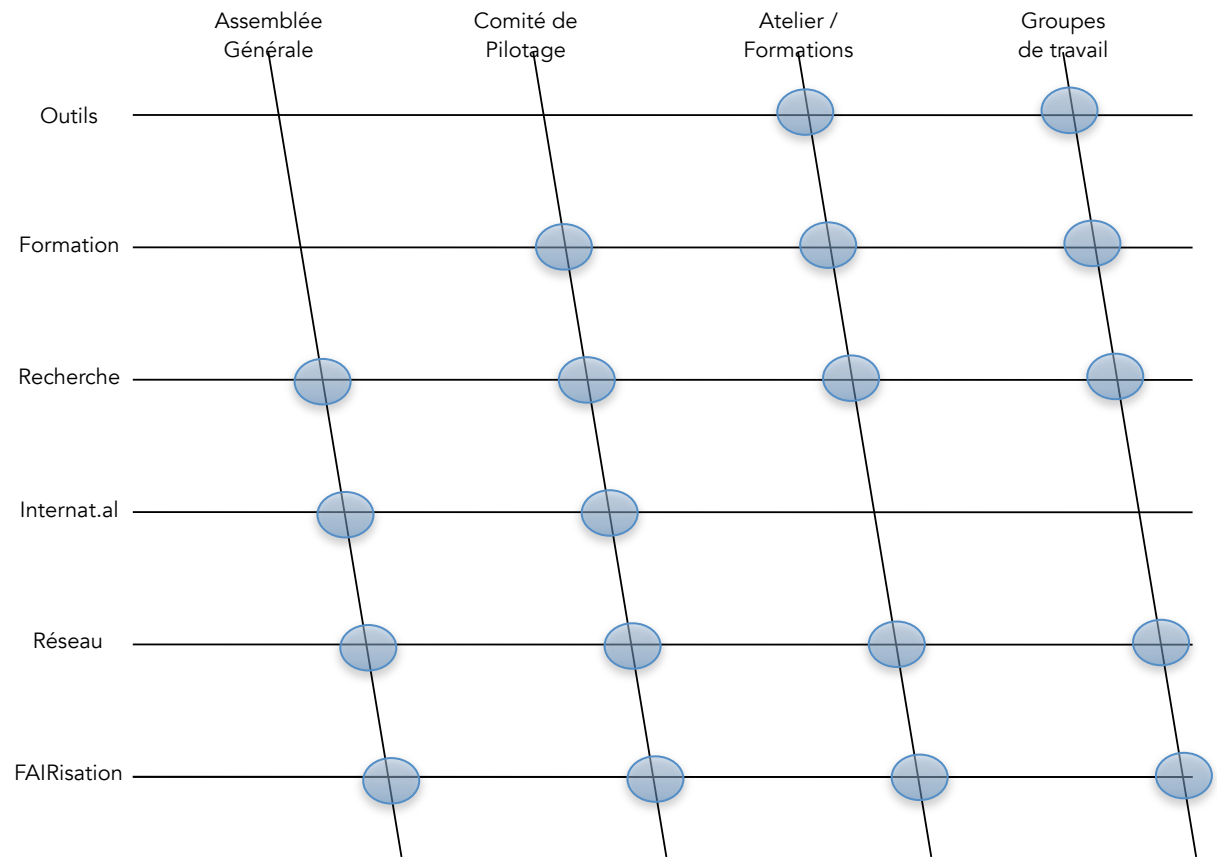 Assemblée
Générale
Comité de
Pilotage
Atelier /
Formations
Groupes
de travail
Outils
Formation
Recherche
Internat.al
Réseau
FAIRisation